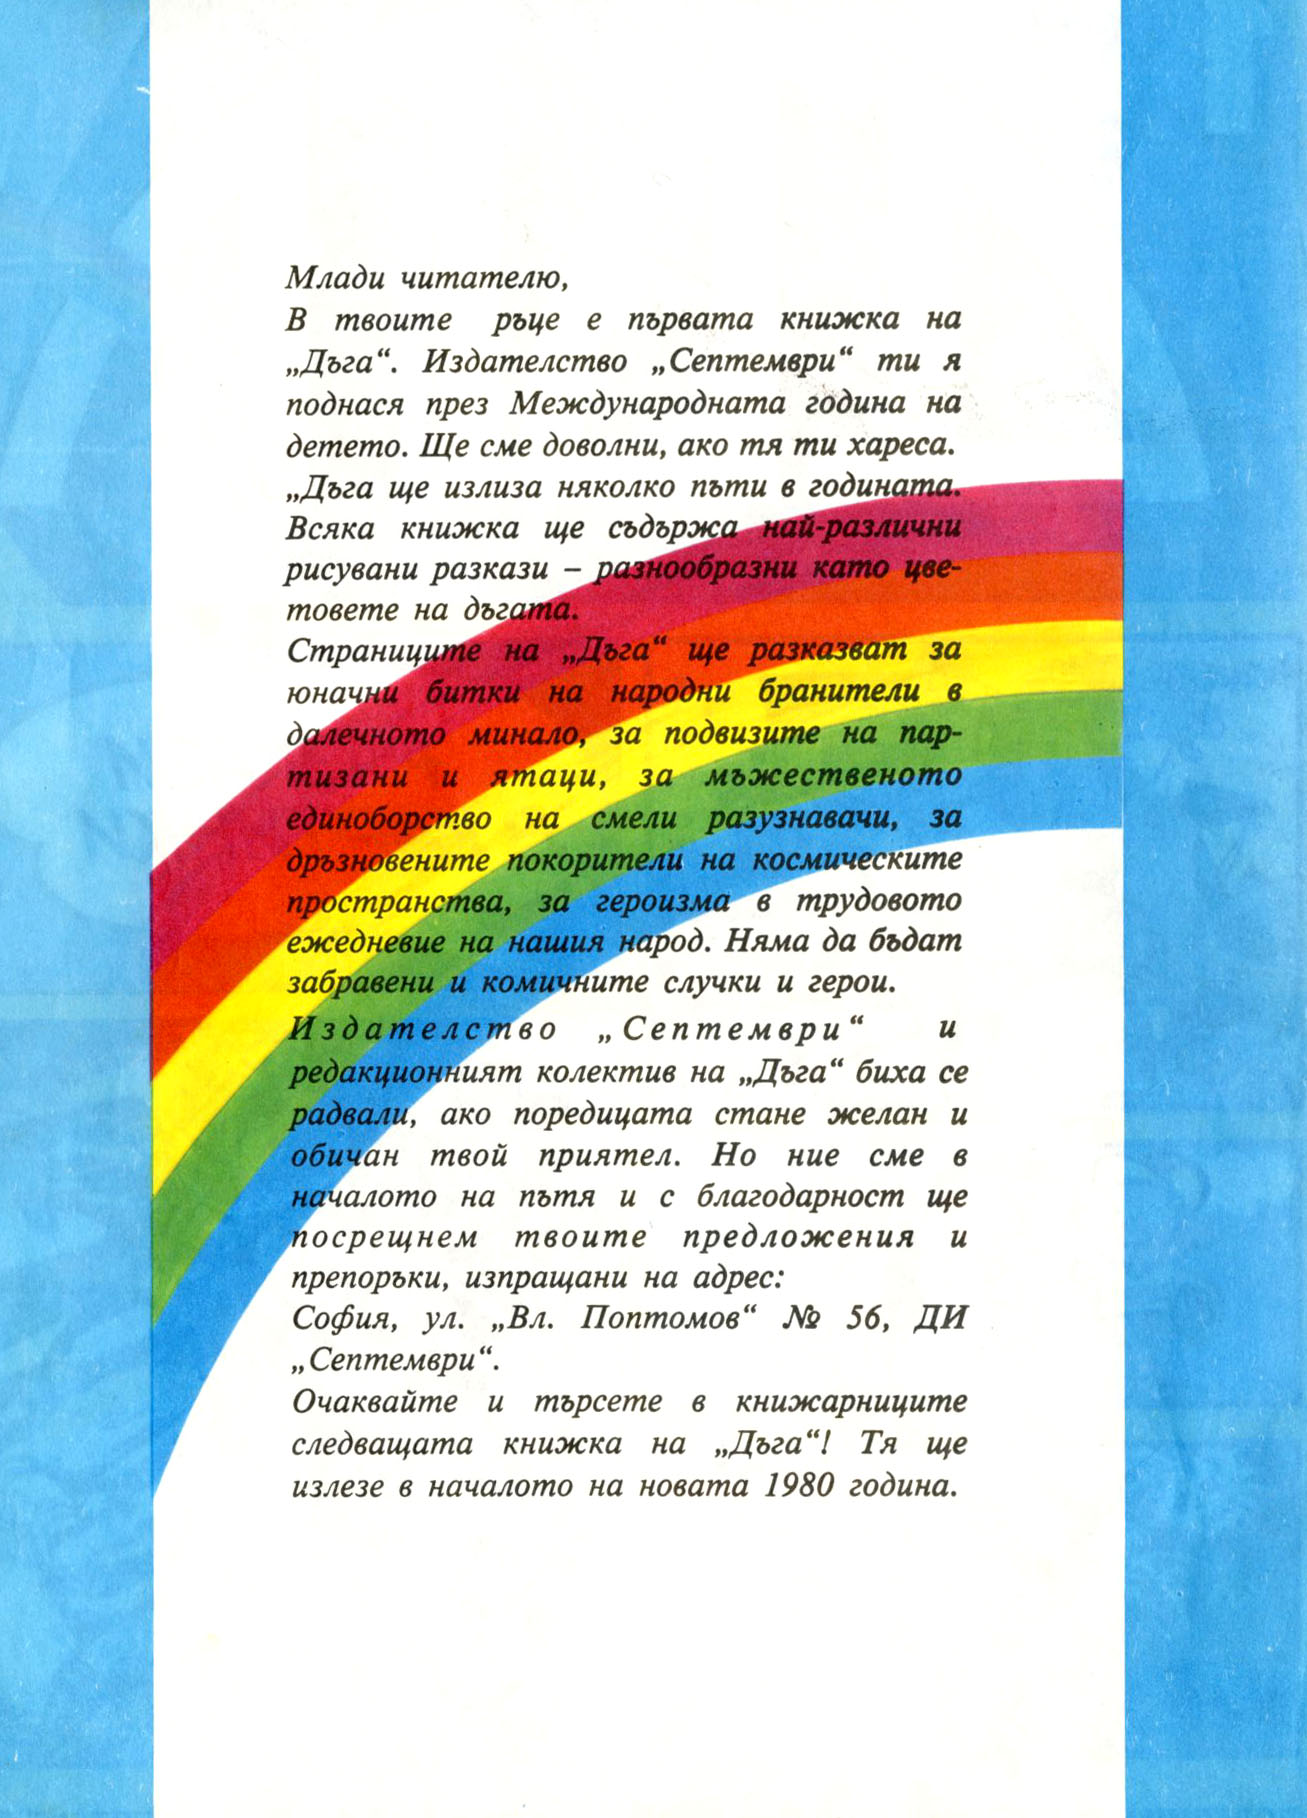 Млади читателю,
В твоите ръце е първата книжка на
„Дъга“. Издателство „Септември“ ти я
поднася през Международната година на
детето. Ще сме доволни, ако тя ти хареса.
„Дъга ще излиза няколко пъти в годината.
Всяка книжка ще съдържа най-различни
рисувани разкази – разнообразни като цве-
товете на дъгата.
Страниците на „Дъга“ ще разказват за
юначни битки на народни бранители в
далечното минало, за подвизите на пар-
тизани и ятаци, за мъжественото
единоборство на смели разузнавачи, за
дръзновените покорители на космическите
пространства, за героизма в трудовото
ежедневие на нашия народ. Няма да бъдат
забравени и комичните случки и герои.
Издателство „Септември“ и
редакционният колектив на „Дъга“ биха се
радвали, ако поредицата стане желан и
обичан твой приятел. Но ние сме в
началото на пътя и с благодарност ще
посрещнем твоите предложения и
препоръки, изпращани на адрес:
София, ул. „Вл. Поптомов“ № 56, ДИ
„Септември“.
Очаквайте и търсете в книжарниците
следващата книжка на „Дъга“! Тя ще
излезе в началото на новата 1980 година.